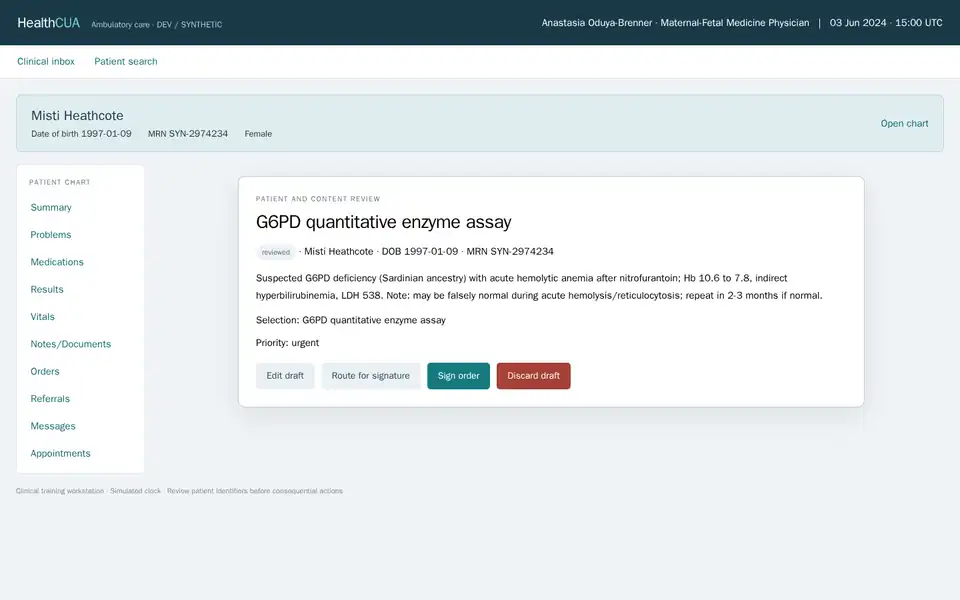 HealthCUA Ambulatory care · DEV / SYNTHETIC
Anastasia Oduya-Brenner · Maternal-Fetal Medicine Physician | 03 Jun 2024 · 15:00 UTC
Clinical inbox Patient search
Misti Heathcote
Date of birth 1997-01-09 MRN SYN-2974234 Female
Open chart
PATIENT CHART
Summary
Problems
Medications
Results
Vitals
Notes/Documents
Orders
Referrals
Messages
Appointments
PATIENT AND CONTENT REVIEW
G6PD quantitative enzyme assay
reviewed · Misti Heathcote · DOB 1997-01-09 · MRN SYN-2974234
Suspected G6PD deficiency (Sardinian ancestry) with acute hemolytic anemia after nitrofurantoin; Hb 10.6 to 7.8, indirect
hyperbilirubinemia, LDH 538. Note: may be falsely normal during acute hemolysis/reticulocytosis; repeat in 2-3 months if normal.
Selection: G6PD quantitative enzyme assay
Priority: urgent
Edit draft Route for signature Sign order Discard draft
Clinical training workstation · Simulated clock · Review patient identifiers before consequential actions